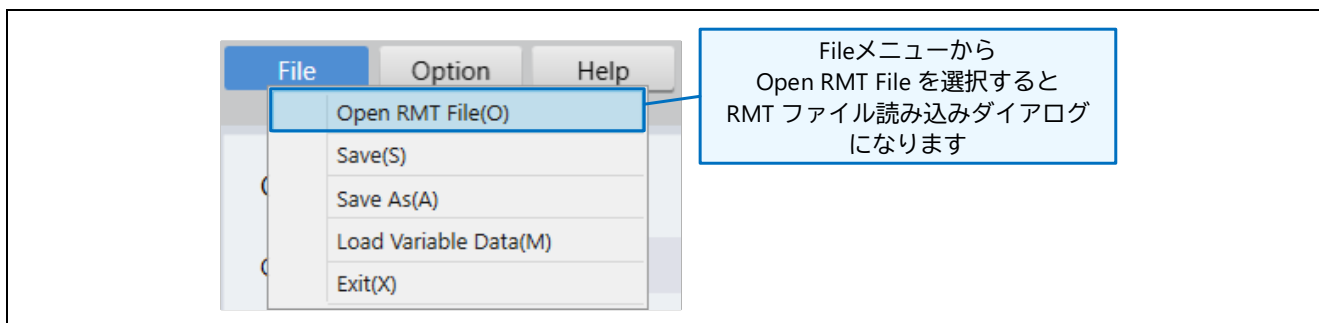 File Option Help
Open RMT File(O)
Save(S)
Save As(A)
Load Variable Data(M)
Exit(X)
Fileメニューから
Open RMT File を選択すると
RMT ファイル読み込みダイアログ
になります